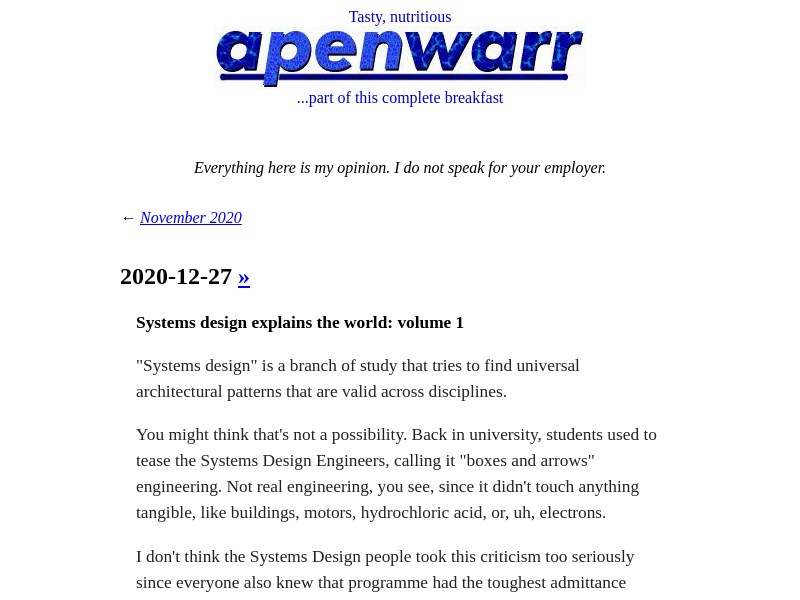 Tasty, nutritious
apenwarr
...part of this complete breakfast
Everything here is my opinion. I do not speak for your employer.
← November 2020
2020-12-27 »
Systems design explains the world: volume 1
"Systems design" is a branch of study that tries to find universal
architectural patterns that are valid across disciplines.
You might think that's not a possibility. Back in university, students used to
tease the Systems Design Engineers, calling it "boxes and arrows"
engineering. Not real engineering, you see, since it didn't touch anything
tangible, like buildings, motors, hydrochloric acid, or, uh, electrons.
I don't think the Systems Design people took this criticism too seriously
since everyone also knew that programme had the toughest admittance